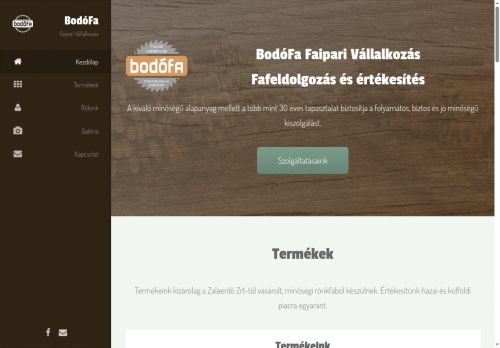 BodóFa
Faipari Vállalkozás
Kezdőlap
Termékek
Rólunk
Galéria
Kapcsolat
bodóFa
BodóFa Faipari Vállalkozás
Fafeldolgozás és értékesítés
A kiváló minőségű alapanyag mellett a több mint 30 éves tapasztalat biztosítja a folyamatos, biztos és jó minőségű
kiszolgálást.
Szolgáltatásaink
Termékek
Termékeink kizárólag a Zalaerdő Zrt-től vásárolt, minőségi rönkfából készülnek. Értékesítünk hazai és külföldi
piacra egyaránt.
Termékeink